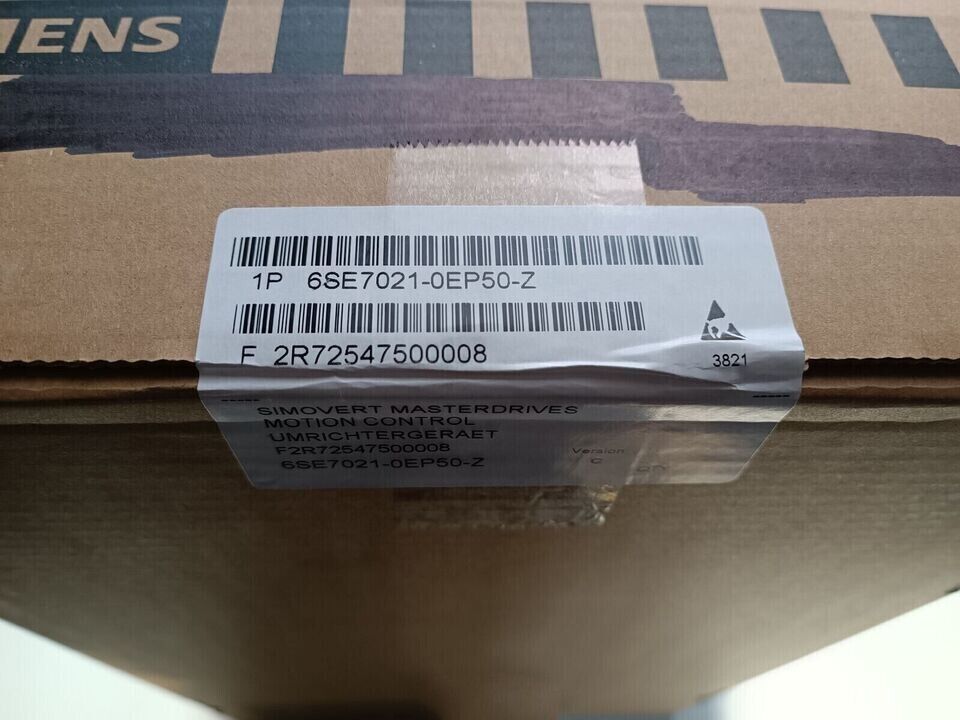 IENS
1P 6SE7021-0EP50-Z
F 2R72547500008
3821
SIMOVERT MASTERDRIVES
MOTION CONTROL
UMRICHTERGERAET
F2R72547500008
6SE7021-0EP50-Z
Version
C